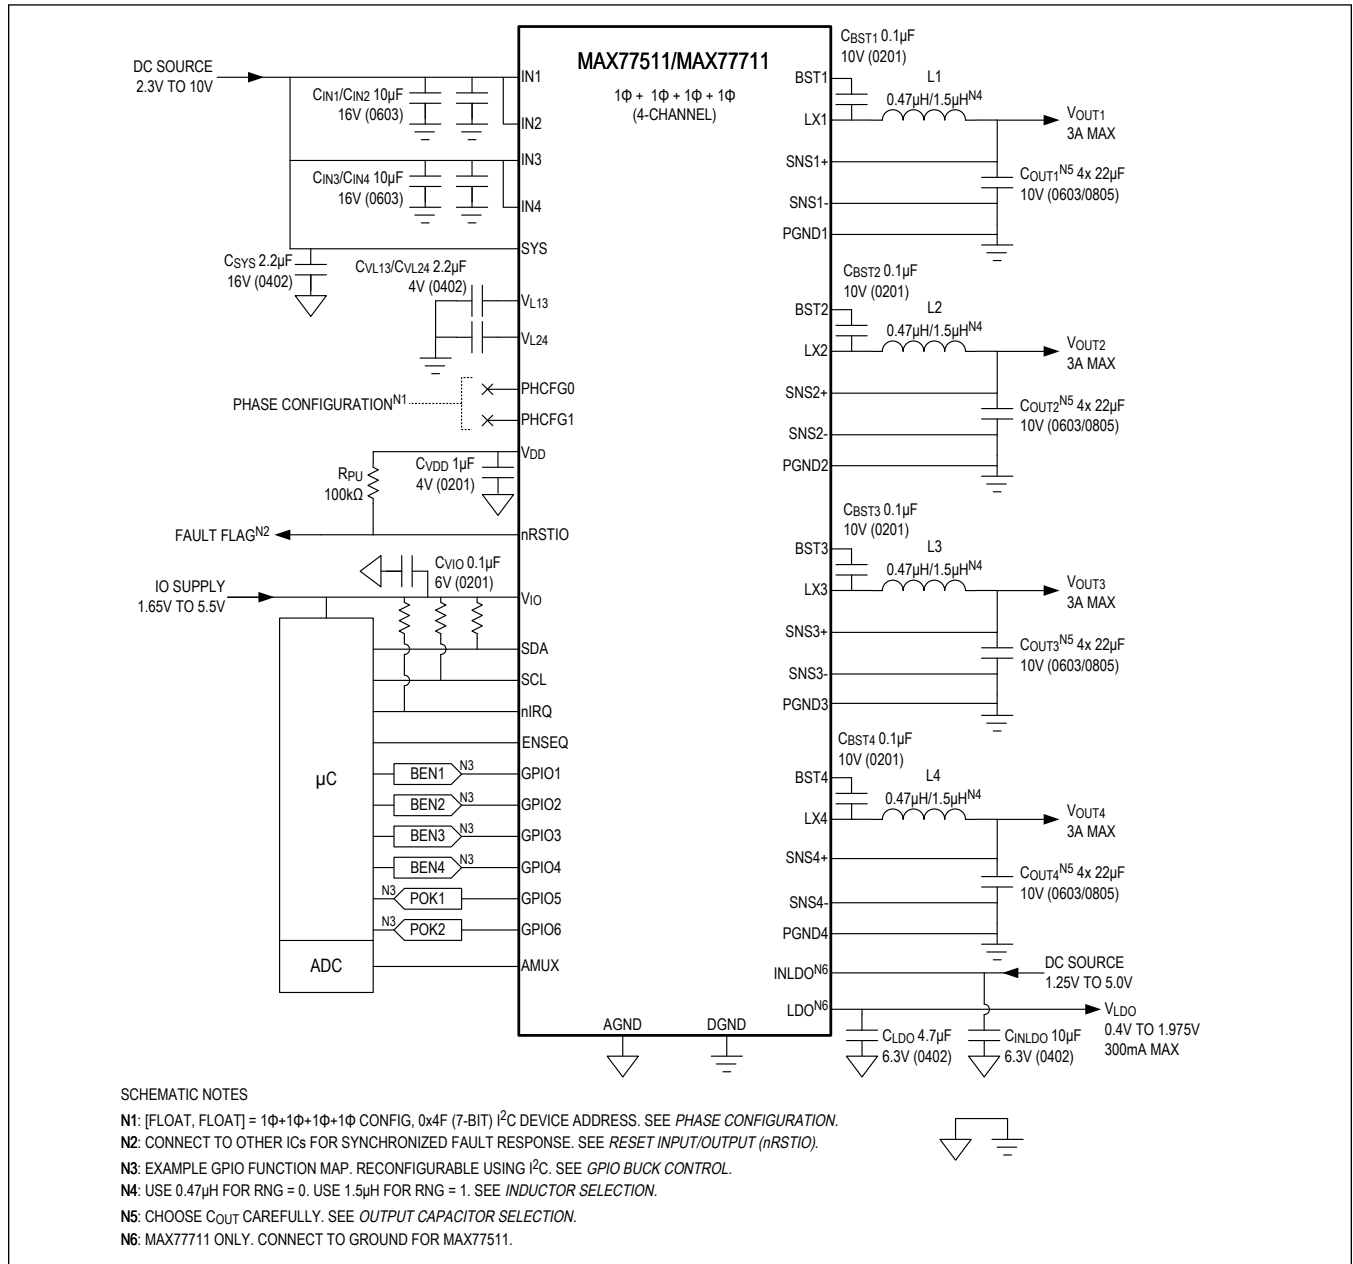 MAX77511/MAX77711
1Φ + 1Φ + 1Φ + 1Φ
(4-CHANNEL)
DC SOURCE
2.3V TO 10V
CIN1/CIN2 10µF
16V (0603)
CIN3/CIN4 10µF
16V (0603)
CSYS 2.2µF
16V (0402)
CVL13/CVL24 2.2µF
4V (0402)
PHASE CONFIGURATIONN1
RPU
100kΩ
CVDD 1µF
4V (0201)
FAULT FLAGN2
CVIO 0.1µF
6V (0201)
IO SUPPLY
1.65V TO 5.5V
µC
ADC
BEN1
N3
BEN2
N3
BEN3
N3
BEN4
N3
N3
POK1
N3
POK2
IN1
IN2
IN3
IN4
SYS
VL13
VL24
PHCFG0
PHCFG1
VDD
nRSTIO
VIO
SDA
SCL
nIRQ
ENSEQ
GPIO1
GPIO2
GPIO3
GPIO4
GPIO5
GPIO6
AMUX
AGND
DGND
BST1
LX1
SNS1+
SNS1-
PGND1
BST2
LX2
SNS2+
SNS2-
PGND2
BST3
LX3
SNS3+
SNS3-
PGND3
BST4
LX4
SNS4+
SNS4-
PGND4
INLDON6
LDON6
CBST1 0.1µF
10V (0201)
L1
0.47µH/1.5µHN4
VOUT1
3A MAX
COUT1N5 4x 22µF
10V (0603/0805)
CBST2 0.1µF
10V (0201)
L2
0.47µH/1.5µHN4
VOUT2
3A MAX
COUT2N5 4x 22µF
10V (0603/0805)
CBST3 0.1µF
10V (0201)
L3
0.47µH/1.5µHN4
VOUT3
3A MAX
COUT3N5 4x 22µF
10V (0603/0805)
CBST4 0.1µF
10V (0201)
L4
0.47µH/1.5µHN4
VOUT4
3A MAX
COUT4N5 4x 22µF
10V (0603/0805)
DC SOURCE
1.25V TO 5.0V
VLDO
0.4V TO 1.975V
300mA MAX
CLDO 4.7µF
6.3V (0402)
CINLDO 10µF
6.3V (0402)
SCHEMATIC NOTES
N1: [FLOAT, FLOAT] = 1Φ+1Φ+1Φ+1Φ CONFIG, 0x4F (7-BIT) I2C DEVICE ADDRESS. SEE PHASE CONFIGURATION.
N2: CONNECT TO OTHER ICs FOR SYNCHRONIZED FAULT RESPONSE. SEE RESET INPUT/OUTPUT (nRSTIO).
N3: EXAMPLE GPIO FUNCTION MAP. RECONFIGURABLE USING I2C. SEE GPIO BUCK CONTROL.
N4: USE 0.47µH FOR RNG = 0. USE 1.5µH FOR RNG = 1. SEE INDUCTOR SELECTION.
N5: CHOOSE COUT CAREFULLY. SEE OUTPUT CAPACITOR SELECTION.
N6: MAX77711 ONLY. CONNECT TO GROUND FOR MAX77511.